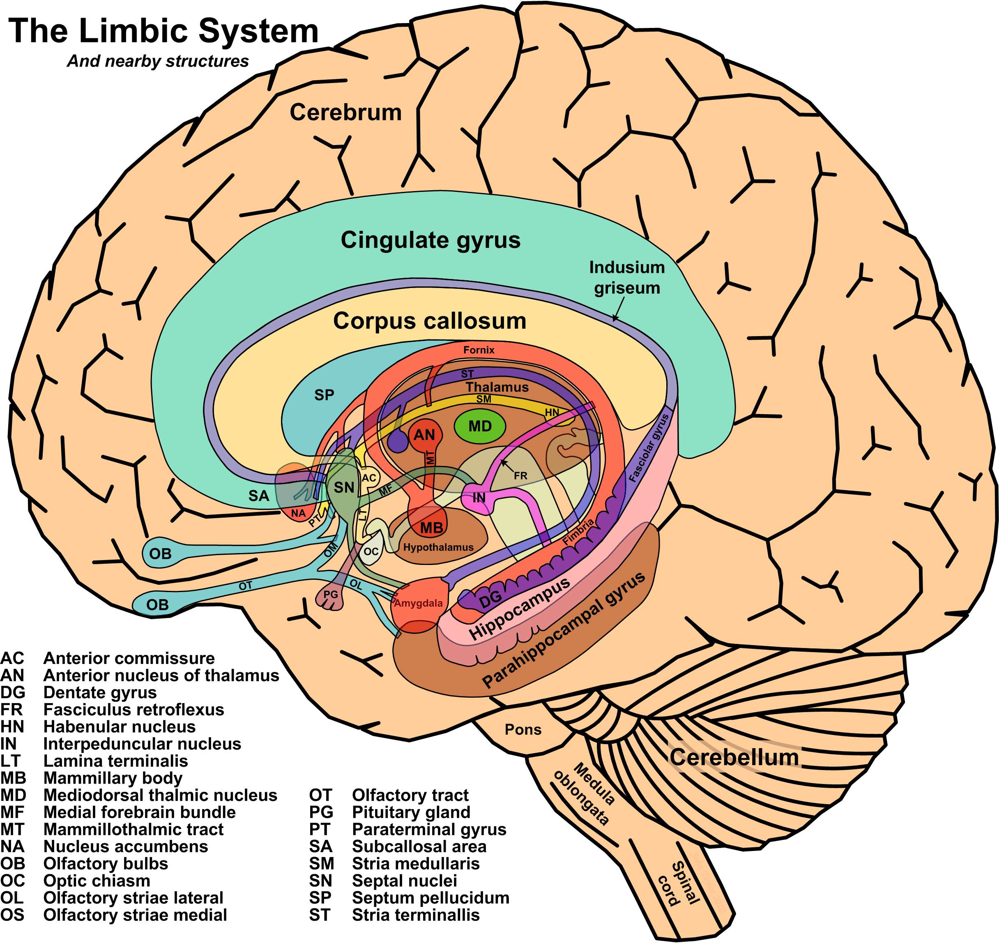 The Limbic System
And nearby structures
Cerebrum
Cingulate gyrus
Indusium
griseum
Corpus callosum
Fornix
ST
Thalamus
SP
SM
HN
MD
AN
MT
Fasciolar gyrus
AC
FR
SN
MF
SA
IN
NA
PT
LT
MB
Fimbria
Hypothalamus
OB
OM
OC
OT
OL
PG
OB
Amygdala
DG
Hippocampus
Parahippocampal gyrus
Pons
Cerebellum
Medula
oblongata
Spinal
cord
John Taylor 2010
AC Anterior commissure
AN Anterior nucleus of thalamus
DG Dentate gyrus
FR Fasciculus retroflexus
HN Habenular nucleus
IN Interpeduncular nucleus
LT Lamina terminalis
MB Mammillary body
MD Mediodorsal thalmic nucleus
MF Medial forebrain bundle
MT Mammillothalmic tract
NA Nucleus accumbens
OB Olfactory bulbs
OC Optic chiasm
OL Olfactory striae lateral
OS Olfactory striae medial
OT Olfactory tract
PG Pituitary gland
PT Paraterminal gyrus
SA Subcallosal area
SM Stria medullaris
SN Septal nuclei
SP Septum pellucidum
ST Stria terminallis